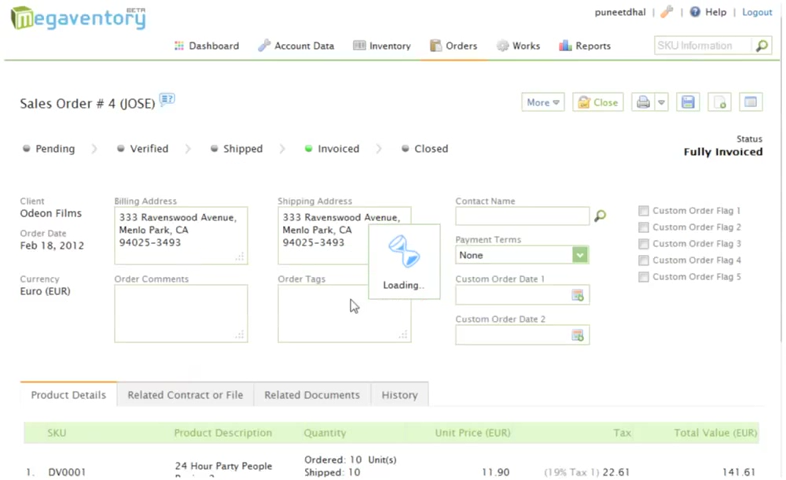 BETA
megaventory
puneetdhal | Help | Logout
Dashboard Account Data Inventory Orders Works Reports
SKU Information
Sales Order # 4 (JOSE)
More Close
Status
Pending Verified Shipped Invoiced Closed
Fully Invoiced
Client Billing Address Shipping Address Contact Name
Odeon Films
333 Ravenswood Avenue, 333 Ravenswood Avenue,
Menlo Park, CA Menlo Park, CA
94025-3493 94025-3493
Order Date
Feb 18, 2012
Payment Terms
None
Custom Order Flag 1
Custom Order Flag 2
Custom Order Flag 3
Custom Order Flag 4
Custom Order Flag 5
Currency Order Comments Order Tags Custom Order Date 1
Euro (EUR)
Loading..
Custom Order Date 2
Product Details Related Contract or File Related Documents History
SKU Product Description Quantity Unit Price (EUR) Tax Total Value (EUR)
1. DV0001 24 Hour Party People Ordered: 10 Unit(s)
Shipped: 10 11.90 (19% Tax 1) 22.61 141.61